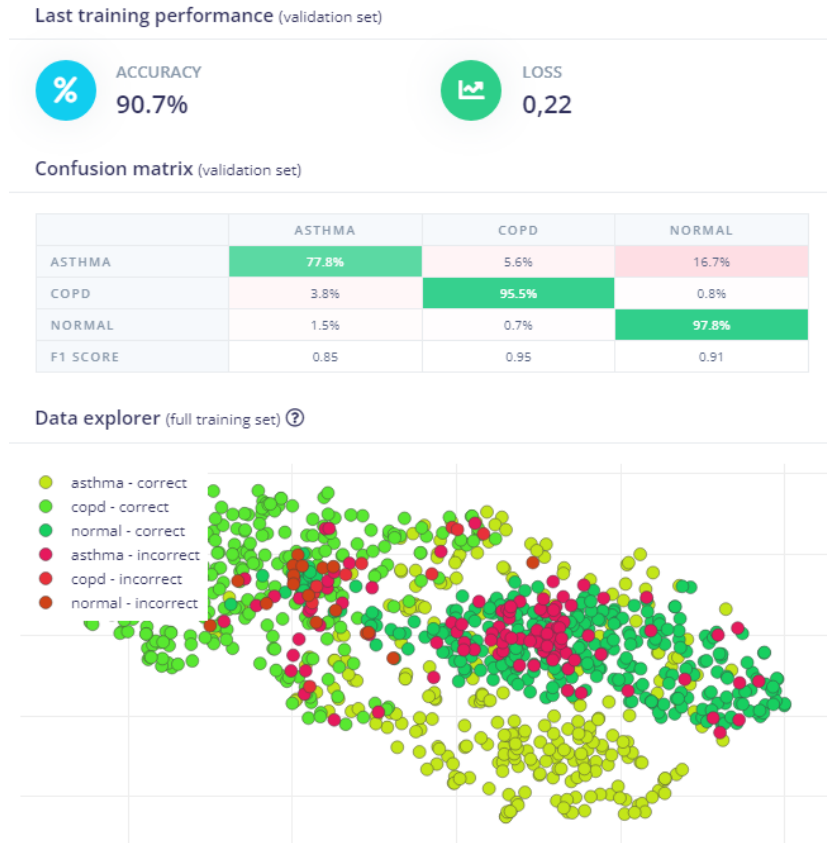 Last training performance (validation set)
% ACCURACY LOSS
90.7% 0,22
Confusion matrix (validation set)
ASTHMA COPD NORMAL
ASTHMA 77.8% 5.6% 16.7%
COPD 3.8% 95.5% 0.8%
NORMAL 1.5% 0.7% 97.8%
F1 SCORE 0.85 0.95 0.91
Data explorer (full training set) ?
asthma - correct
copd - correct
normal - correct
asthma - incorrect
copd - incorrect
normal - incorrect